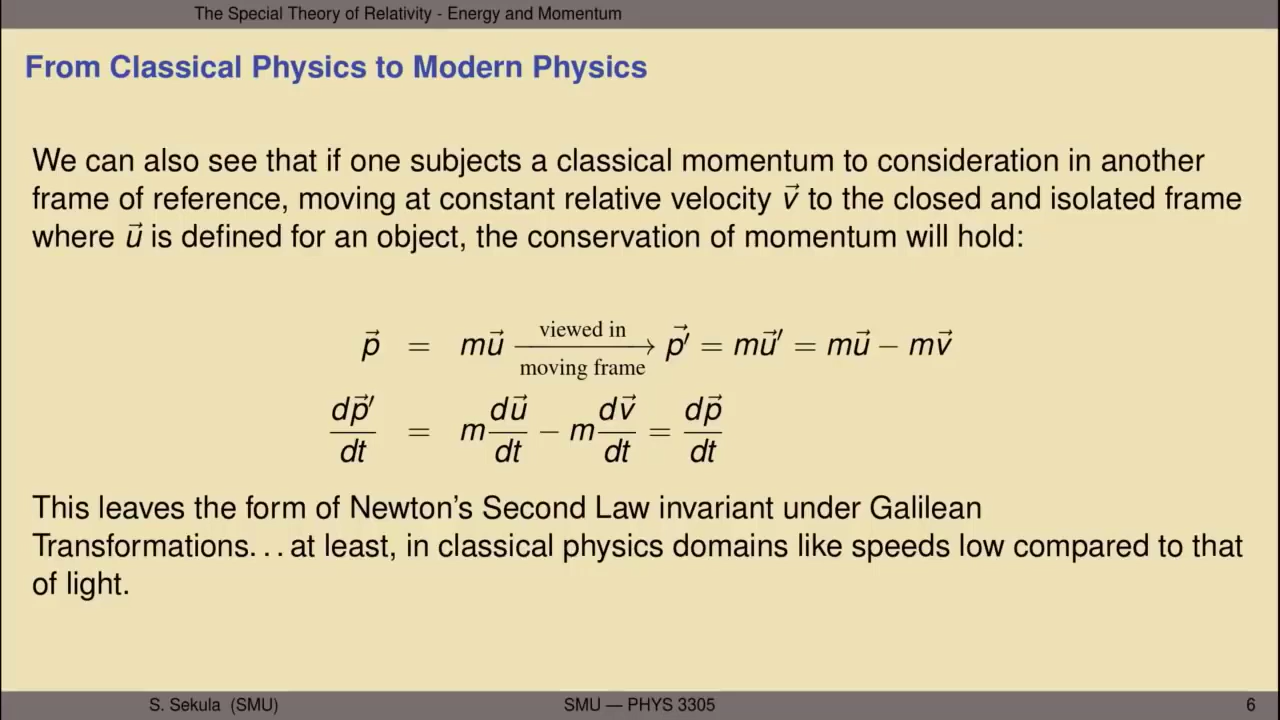 The Special Theory of Relativity - Energy and Momentum
From Classical Physics to Modern Physics
We can also see that if one subjects a classical momentum to consideration in another
frame of reference, moving at constant relative velocity v⃗ to the closed and isolated frame
where u⃗ is defined for an object, the conservation of momentum will hold:
p⃗ = mu⃗ viewed in moving frame → p⃗′ = mu⃗′ = mu⃗ − mv⃗
dp⃗′/dt = m du⃗/dt − m dv⃗/dt = dp⃗/dt
This leaves the form of Newton's Second Law invariant under Galilean
Transformations. . . at least, in classical physics domains like speeds low compared to that
of light.
S. Sekula (SMU) SMU — PHYS 3305 6